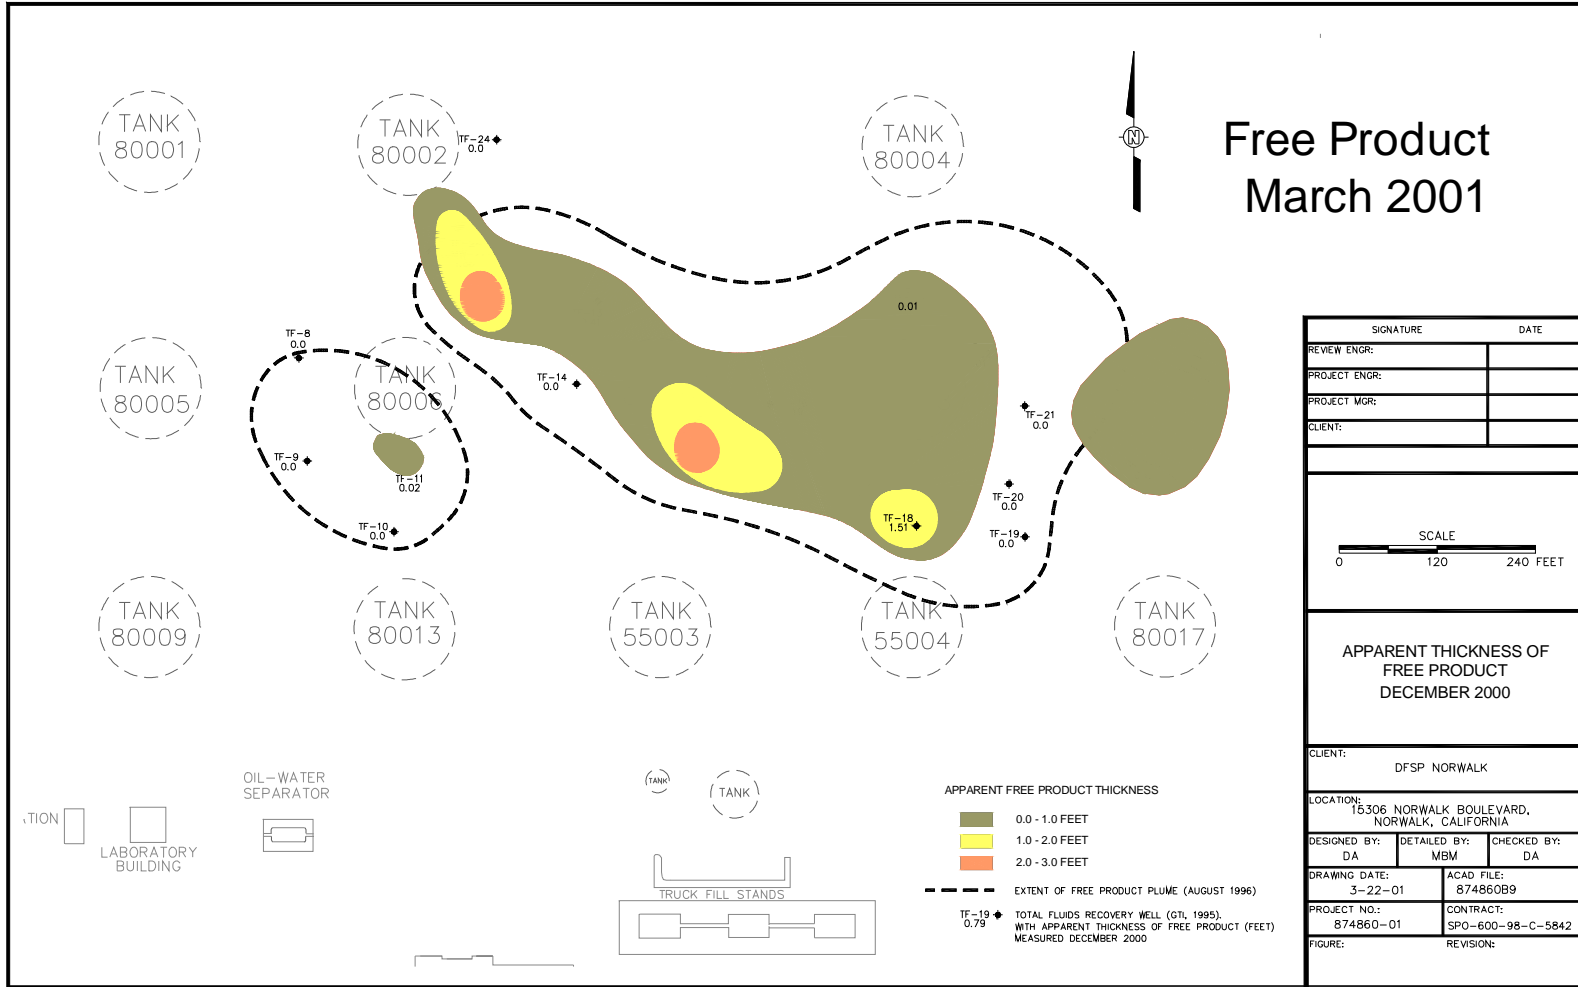 Free Product
March 2001
TANK
80001
TANK
80002
TF-24
0.0
TANK
80004
N
0.01
TF-8
0.0
TANK
80005
TANK
80006
TF-14
0.0
TF-21
0.0
TF-9
0.0
TF-11
0.02
TF-10
0.0
TF-18
1.51
TF-20
0.0
TF-19
0.0
TANK
80009
TANK
80013
TANK
55003
TANK
55004
TANK
80017
OIL-WATER
SEPARATOR
TION
LABORATORY
BUILDING
TANK
TANK
TRUCK FILL STANDS
APPARENT FREE PRODUCT THICKNESS
0.0 - 1.0 FEET
1.0 - 2.0 FEET
2.0 - 3.0 FEET
EXTENT OF FREE PRODUCT PLUME (AUGUST 1996)
TF-19
0.79
TOTAL FLUIDS RECOVERY WELL (GTI, 1995).
WITH APPARENT THICKNESS OF FREE PRODUCT (FEET)
MEASURED DECEMBER 2000
SIGNATURE DATE
REVIEW ENGR:
PROJECT ENGR:
PROJECT MGR:
CLIENT:
SCALE
0 120 240 FEET
APPARENT THICKNESS OF
FREE PRODUCT
DECEMBER 2000
CLIENT:
DFSP NORWALK
LOCATION:
15306 NORWALK BOULEVARD,
NORWALK, CALIFORNIA
DESIGNED BY: DETAILED BY: CHECKED BY:
DA MBM DA
DRAWING DATE: ACAD FILE:
3-22-01 874860B9
PROJECT NO.: CONTRACT:
874860-01 SPO-600-98-C-5842
FIGURE: REVISION: